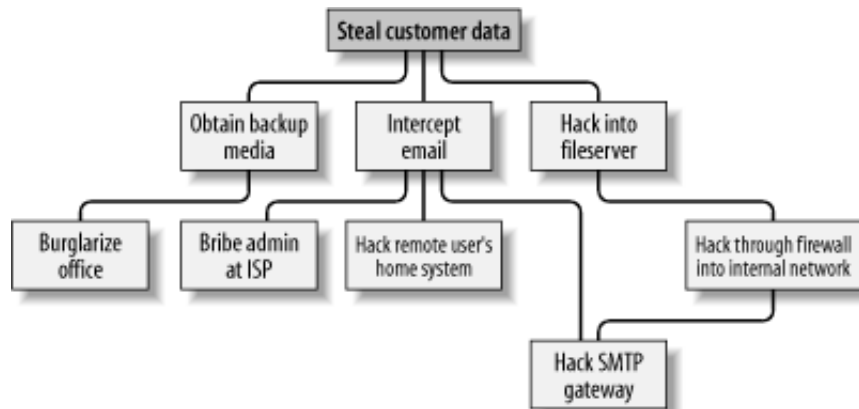 Steal customer data
Obtain backup
media
Intercept
email
Hack into
fileserver
Burglarize
office
Bribe admin
at ISP
Hack remote user's
home system
Hack through firewall
into internal network
Hack SMTP
gateway